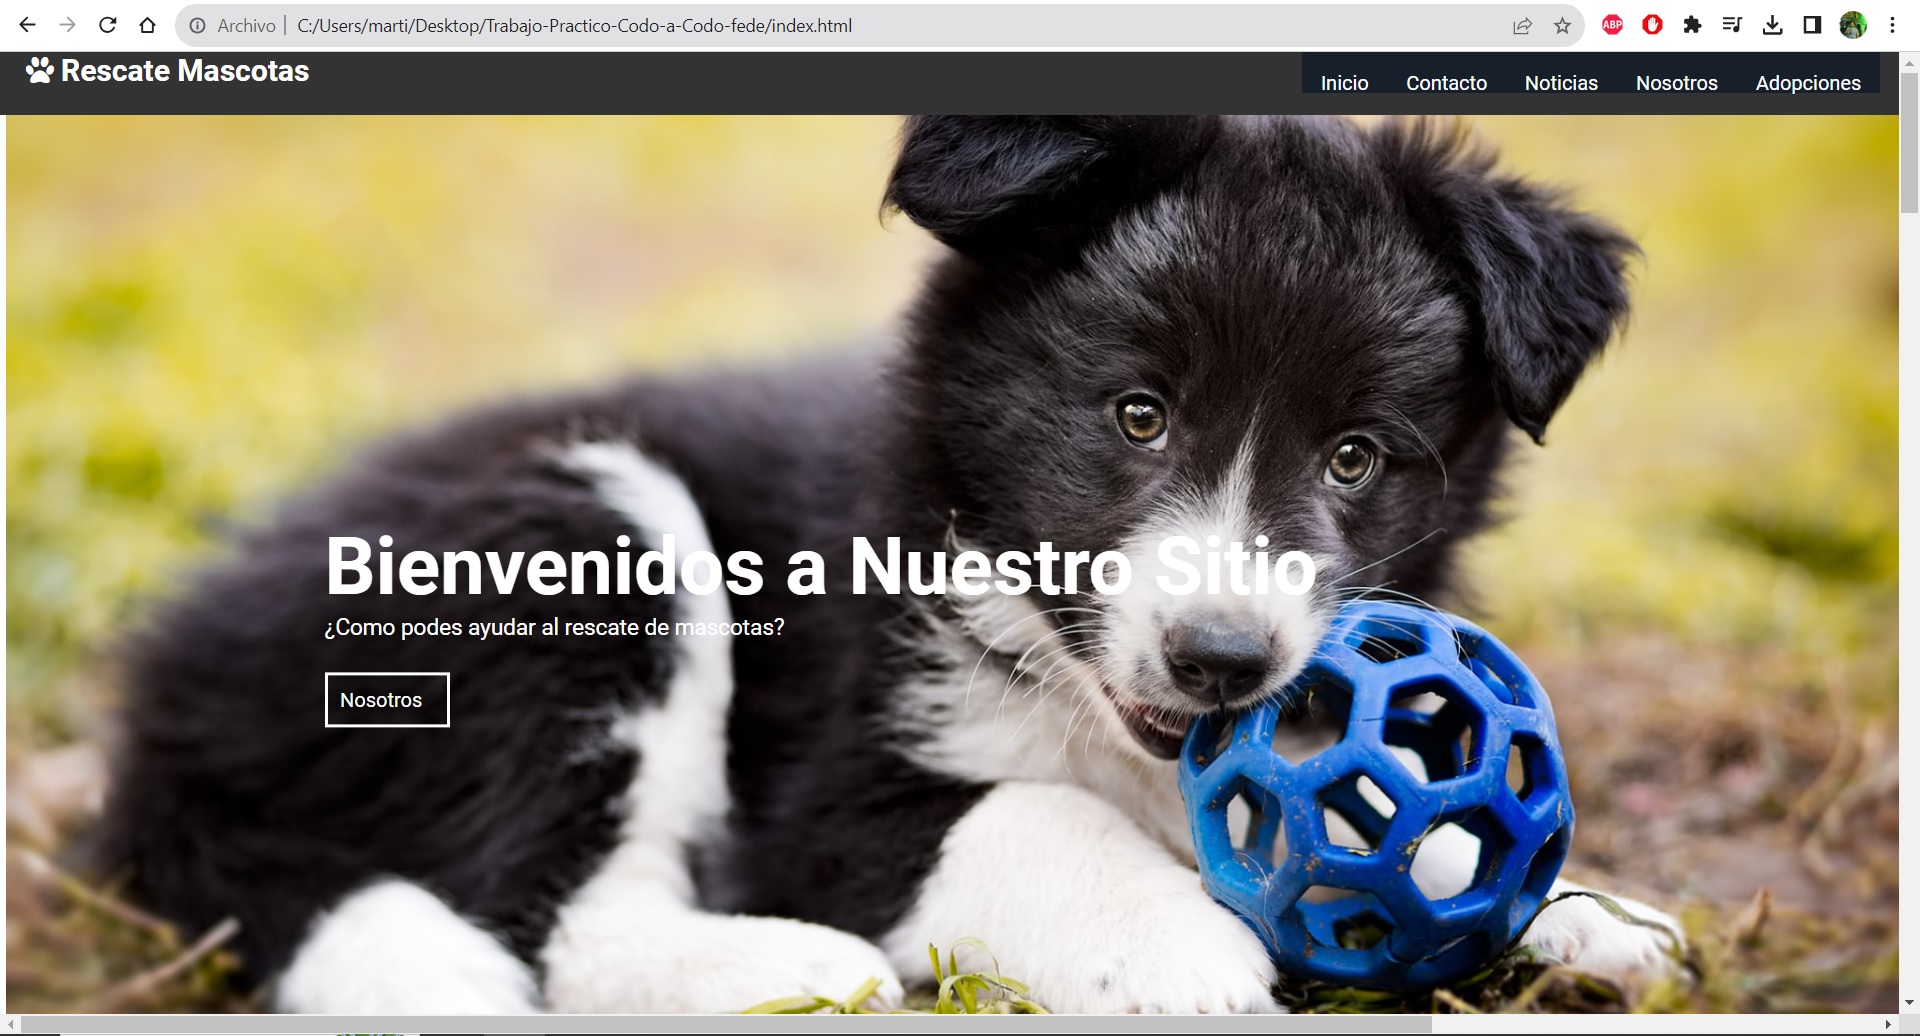 Archivo | C:/Users/marti/Desktop/Trabajo-Practico-Codo-a-Codo-fede/index.html
ABP
Rescate Mascotas
Inicio Contacto Noticias Nosotros Adopciones
Bienvenidos a Nuestro Sitio
¿Como podes ayudar al rescate de mascotas?
Nosotros